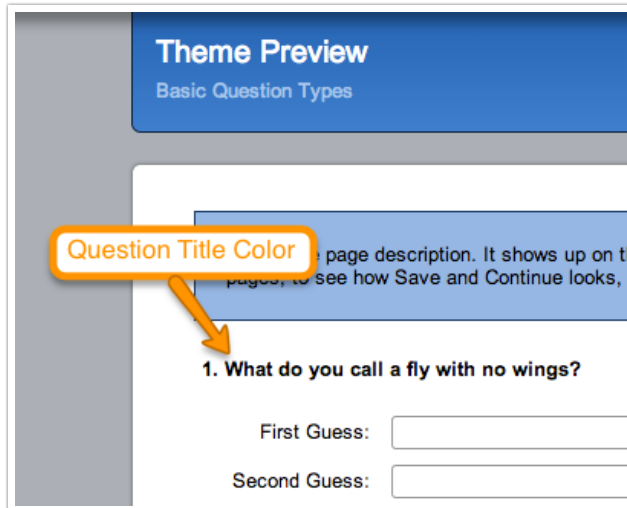 Theme Preview
Basic Question Types
Question Title Color
page description. It shows up on
pages, to see how Save and Continue looks,
1. What do you call a fly with no wings?
First Guess:
Second Guess: